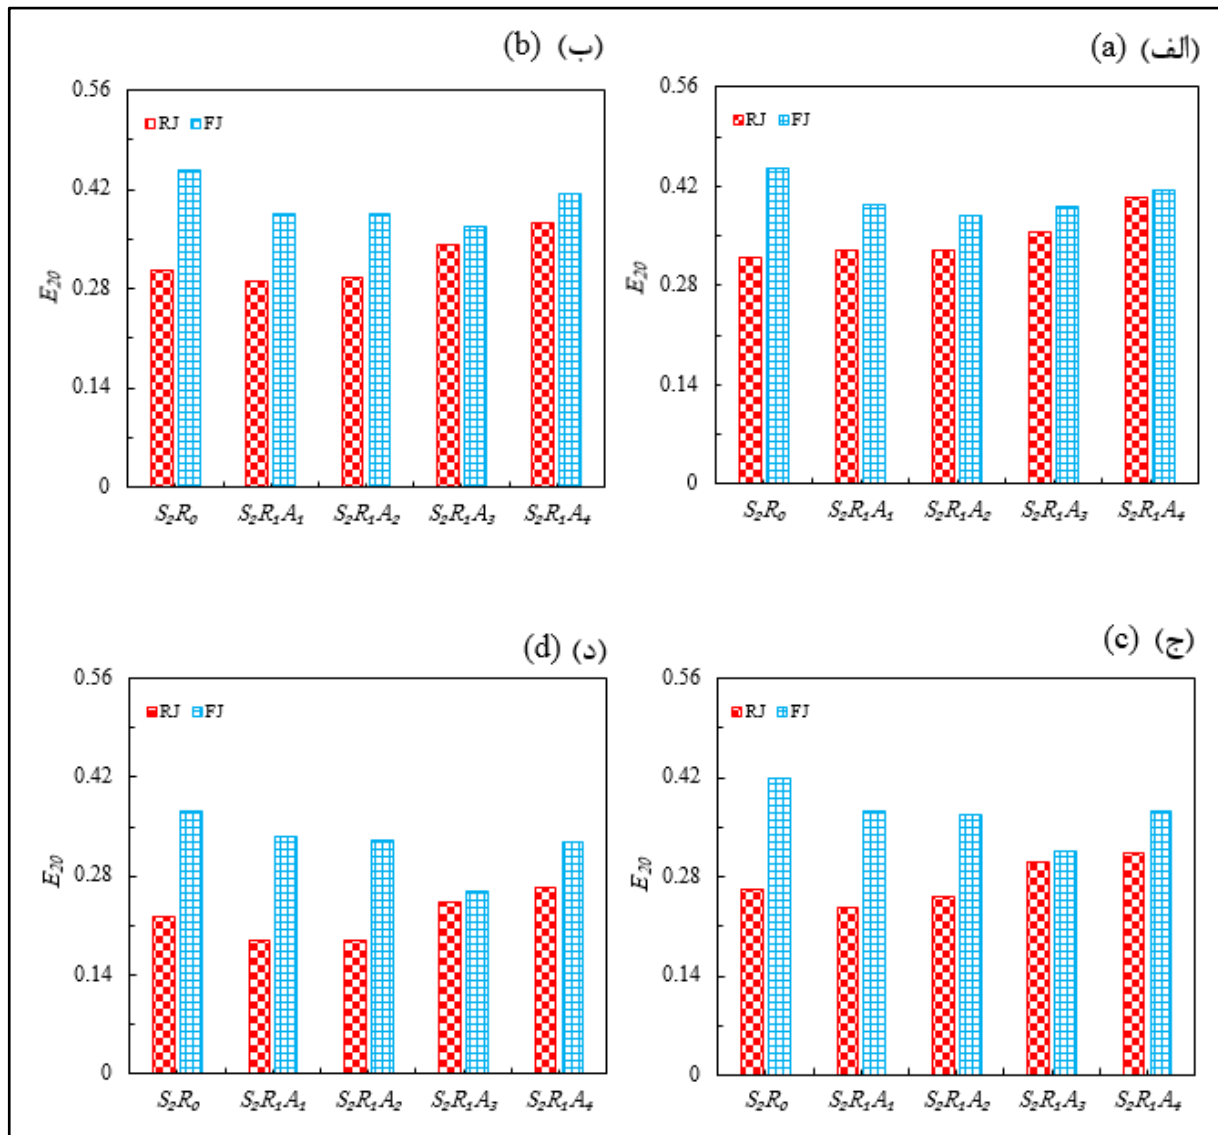 (الف) (a)
0.56
RJ FJ
0.42
0.28
0.14
0
E₂₀
S₂R₀ S₂R₁A₁ S₂R₁A₂ S₂R₁A₃ S₂R₁A₄
(ب) (b)
0.56
RJ FJ
0.42
0.28
0.14
0
E₂₀
S₂R₀ S₂R₁A₁ S₂R₁A₂ S₂R₁A₃ S₂R₁A₄
(ج) (c)
0.56
RJ FJ
0.42
0.28
0.14
0
E₂₀
S₂R₀ S₂R₁A₁ S₂R₁A₂ S₂R₁A₃ S₂R₁A₄
(د) (d)
0.56
RJ FJ
0.42
0.28
0.14
0
E₂₀
S₂R₀ S₂R₁A₁ S₂R₁A₂ S₂R₁A₃ S₂R₁A₄